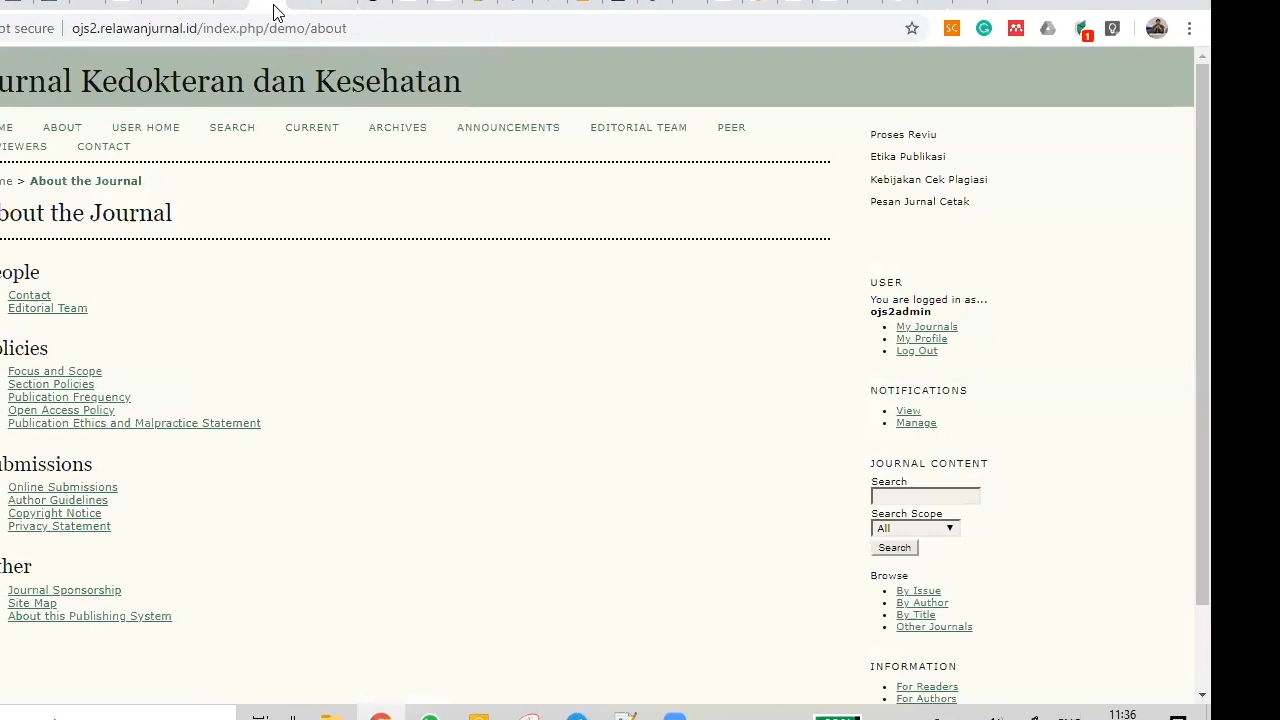 ot secure | ojs2.relawanjurnal.id/index.php/demo/about
urnal Kedokteran dan Kesehatan
ME ABOUT USER HOME SEARCH CURRENT ARCHIVES ANNOUNCEMENTS EDITORIAL TEAM PEER
IEWERS CONTACT
me > About the Journal
bout the Journal
eople
Contact
Editorial Team
licies
Focus and Scope
Section Policies
Publication Frequency
Open Access Policy
Publication Ethics and Malpractice Statement
ubmissions
Online Submissions
Author Guidelines
Copyright Notice
Privacy Statement
ther
Journal Sponsorship
Site Map
About this Publishing System
Proses Reviu
Etika Publikasi
Kebijakan Cek Plagiasi
Pesan Jurnal Cetak
USER
You are logged in as...
ojs2admin
My Journals
My Profile
Log Out
NOTIFICATIONS
View
Manage
JOURNAL CONTENT
Search
Search Scope
All
Search
Browse
By Issue
By Author
By Title
Other Journals
INFORMATION
For Readers
For Authors
11:36